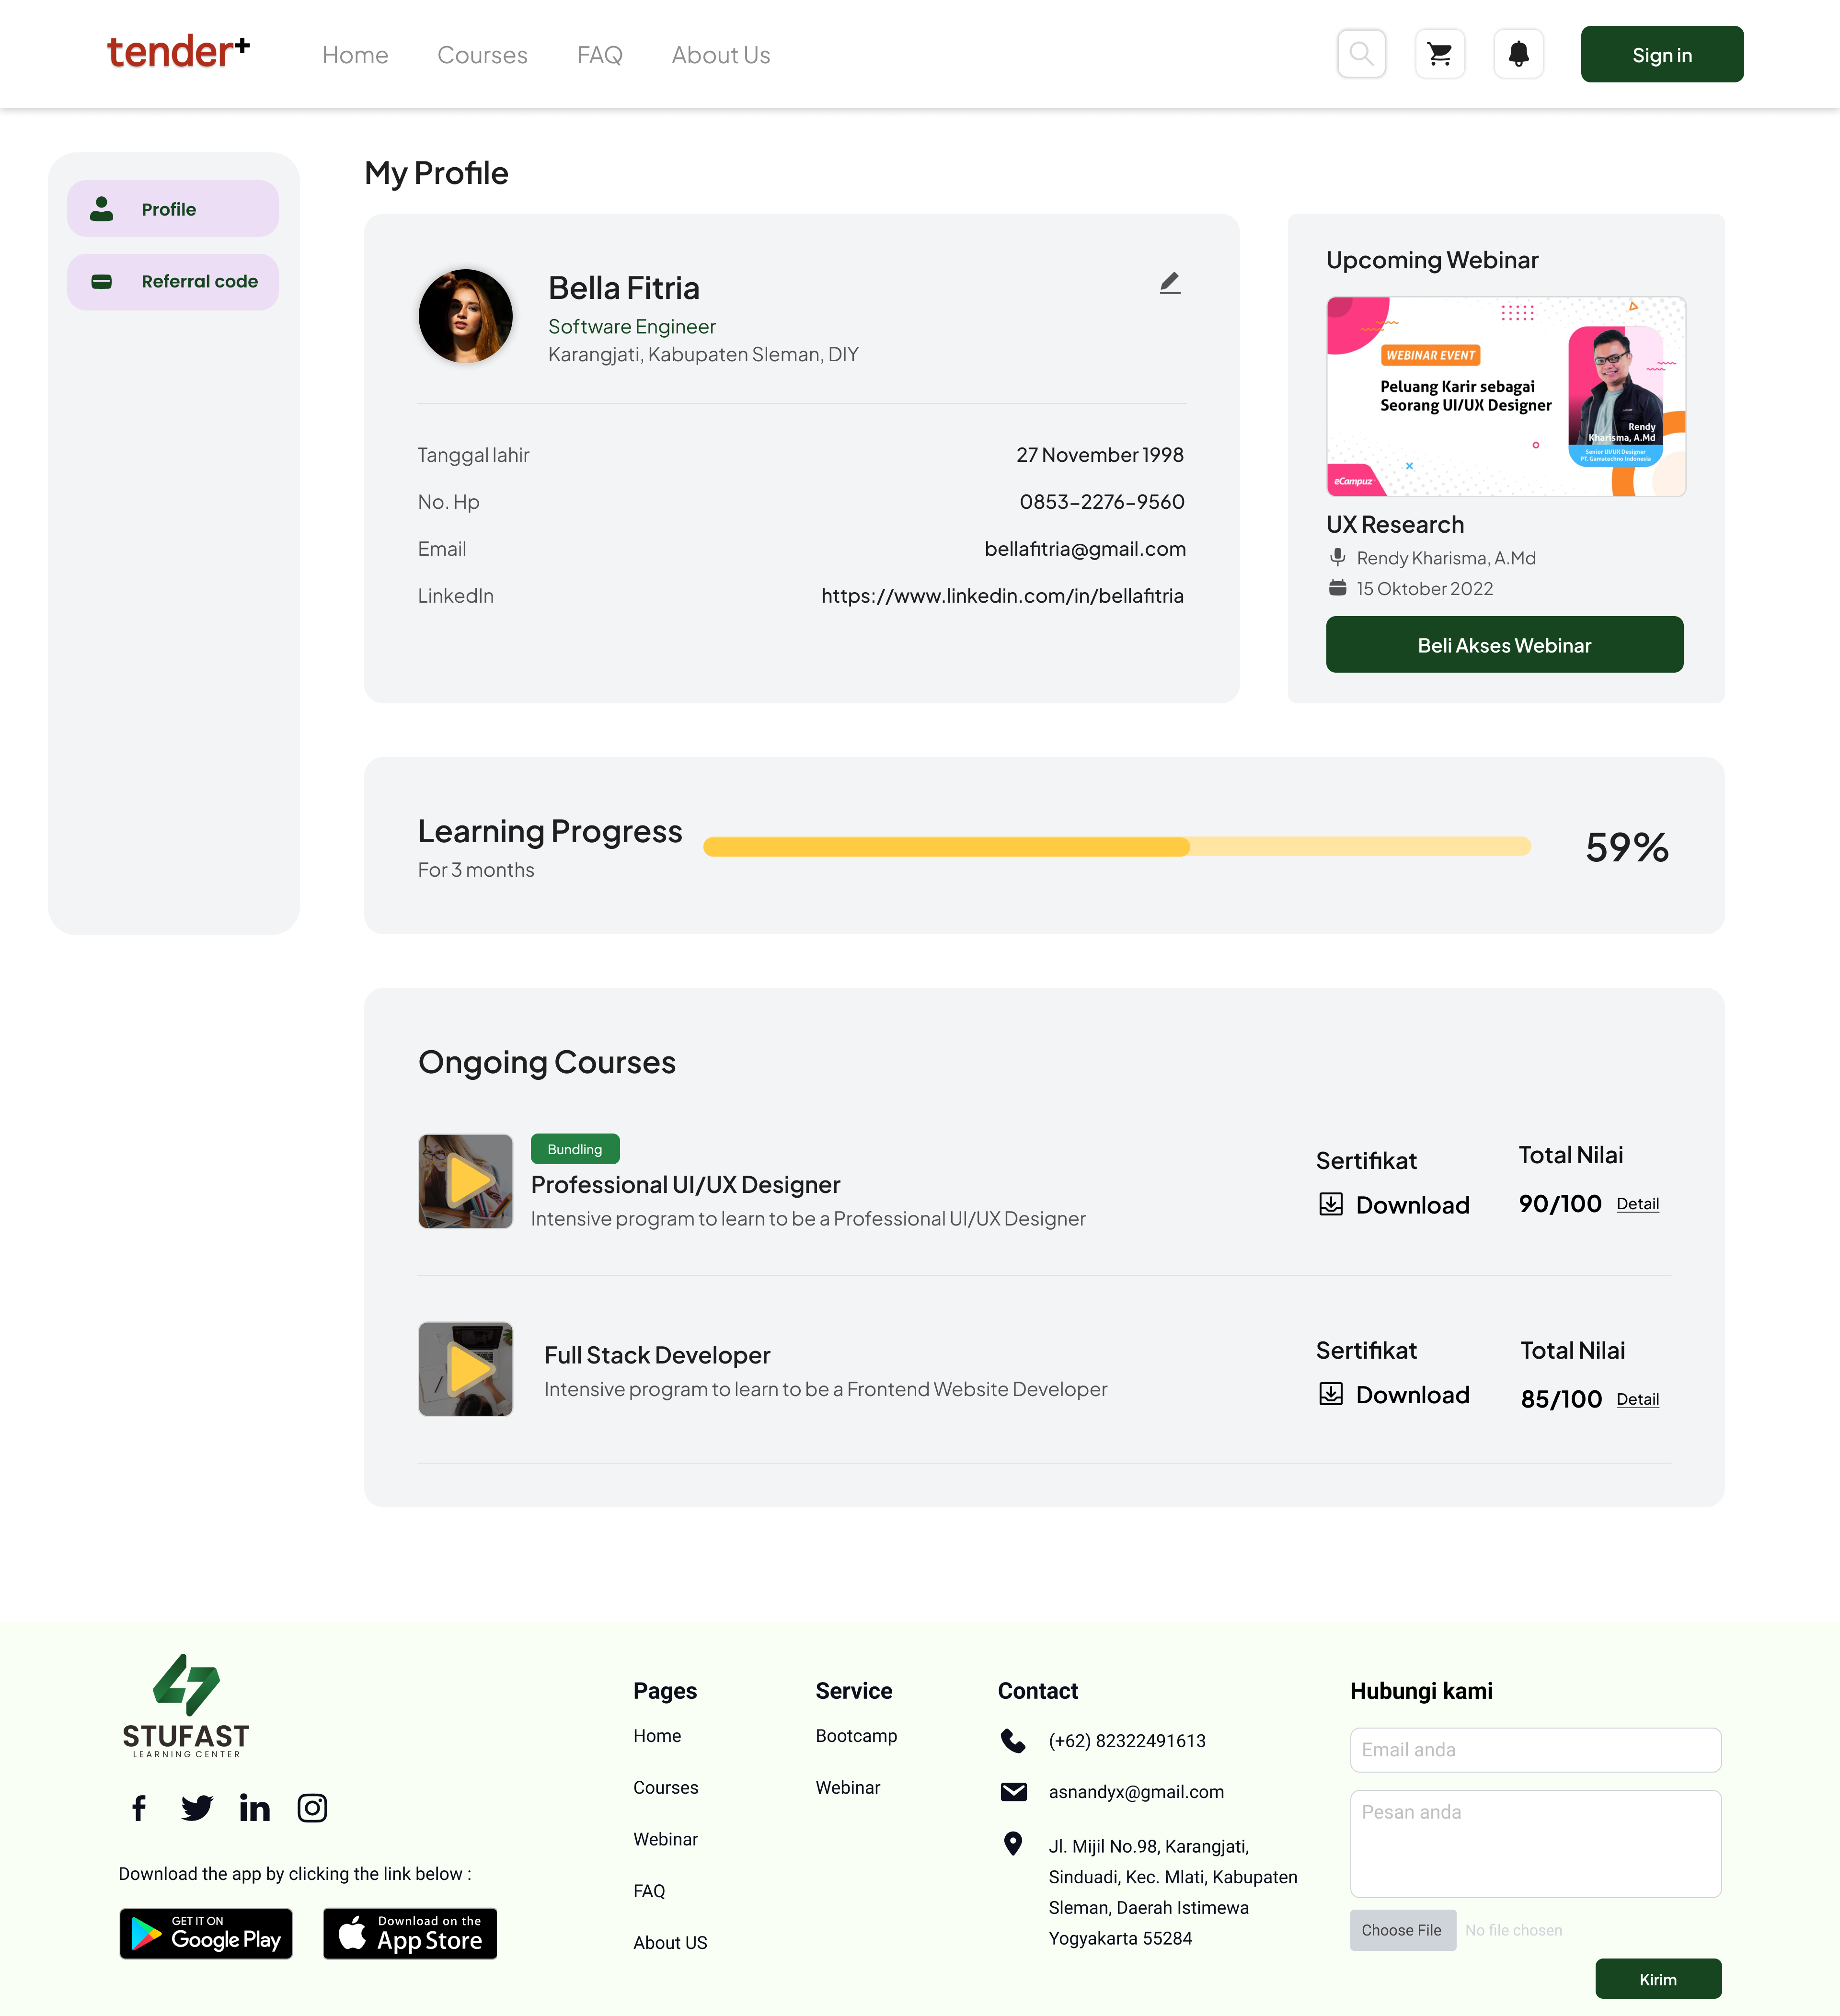 tender+
Home
Courses
FAQ
About Us
Sign in
Profile
Referral code
My Profile
Bella Fitria
Software Engineer
Karangjati, Kabupaten Sleman, DIY
Tanggal lahir
27 November 1998
No. Hp
0853-2276-9560
Email
bellafitria@gmail.com
LinkedIn
https://www.linkedin.com/in/bellafitria
Upcoming Webinar
WEBINAR EVENT
Peluang Karir sebagai
Seorang UI/UX Designer
Rendy
Kharisma, A.Md
Senior UI/UX Designer
PT. Gamatechno Indonesia
eCampuz
UX Research
Rendy Kharisma, A.Md
15 Oktober 2022
Beli Akses Webinar
Learning Progress
For 3 months
59%
Ongoing Courses
Bundling
Professional UI/UX Designer
Intensive program to learn to be a Professional UI/UX Designer
Sertifikat
Download
Total Nilai
90/100 Detail
Full Stack Developer
Intensive program to learn to be a Frontend Website Developer
Sertifikat
Download
Total Nilai
85/100 Detail
STUFAST
LEARNING CENTER
Download the app by clicking the link below :
GET IT ON
Google Play
Download on the
App Store
Pages
Home
Courses
Webinar
FAQ
About US
Service
Bootcamp
Webinar
Contact
(+62) 82322491613
asnandyx@gmail.com
Jl. Mijil No.98, Karangjati,
Sinduadi, Kec. Mlati, Kabupaten
Sleman, Daerah Istimewa
Yogyakarta 55284
Hubungi kami
Email anda
Pesan anda
Choose File No file chosen
Kirim